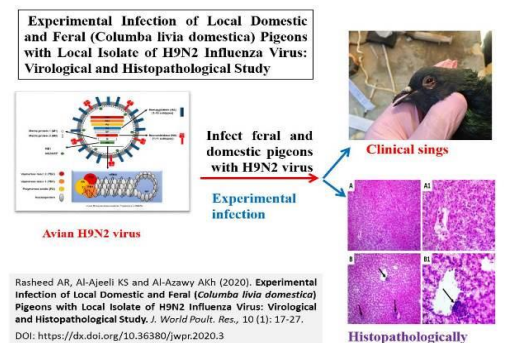 Experimental Infection of Local Domestic
and Feral (Columba livia domestica) Pigeons
with Local Isolate of H9N2 Influenza Virus:
Virological and Histopathological Study
Infect feral and
domestic pigeons
with H9N2 virus
Experimental
infection
Avian H9N2 virus
Clinical sings
A
A1
B
B1
Histopathologically
Rasheed AR, Al-Ajeeli KS and Al-Azawy AKh (2020). Experimental
Infection of Local Domestic and Feral (Columba livia domestica)
Pigeons with Local Isolate of H9N2 Influenza Virus: Virological
and Histopathological Study. J. World Poult. Res., 10 (1): 17-27.
DOI: https://dx.doi.org/10.36380/jwpr.2020.3